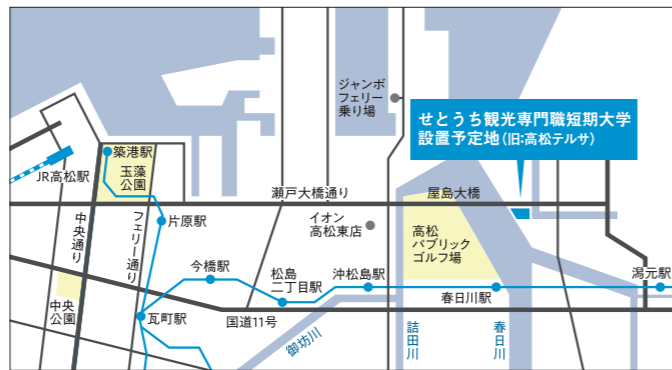 ジャンボ
フェリー
乗り場
せとうち観光専門職短期大学
設置予定地(旧:高松テルサ)
築港駅
玉藻
公園
JR高松駅
瀬戸大橋通り
屋島大橋
中央通り
フェリー通り
片原駅
イオン
高松東店
高松
パブリック
ゴルフ場
今橋駅
松島
二丁目駅
沖松島駅
潟元駅
春日川駅
中央
公園
瓦町駅
国道11号
御坊川
詰田川
春日川